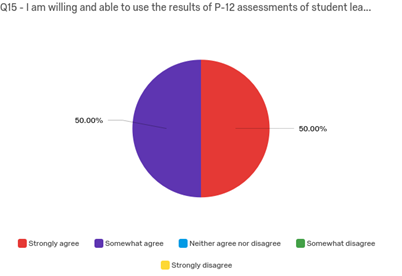 Q15 - I am willing and able to use the results of P-12 assessments of student lea...
50.00%
50.00%
Strongly agree
Somewhat agree
Neither agree nor disagree
Somewhat disagree
Strongly disagree